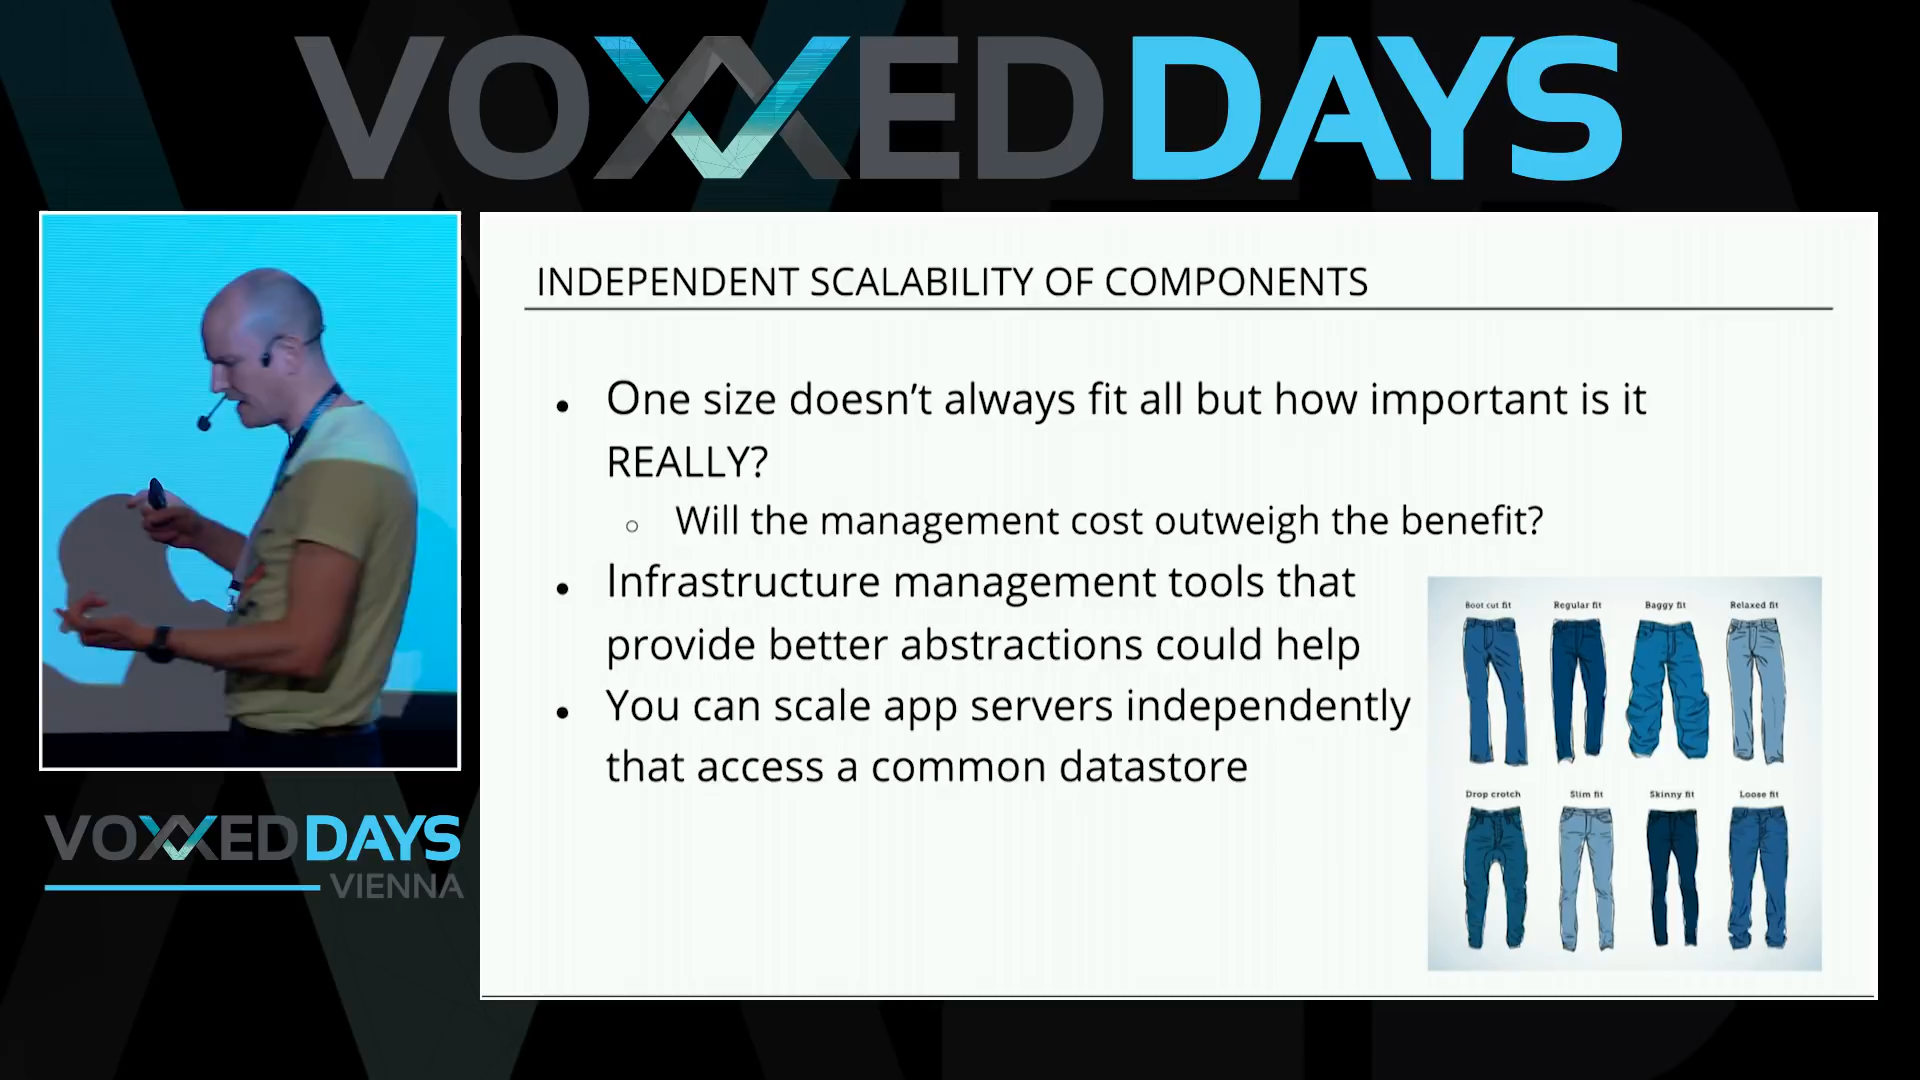 VOXXED DAYS
INDEPENDENT SCALABILITY OF COMPONENTS
• One size doesn’t always fit all but how important is it
REALLY?
○ Will the management cost outweigh the benefit?
• Infrastructure management tools that
provide better abstractions could help
• You can scale app servers independently
that access a common datastore
Boot cut fit Regular fit Baggy fit Relaxed fit
Drop crotch Slim fit Skinny fit Loose fit
VOXXED DAYS
VIENNA